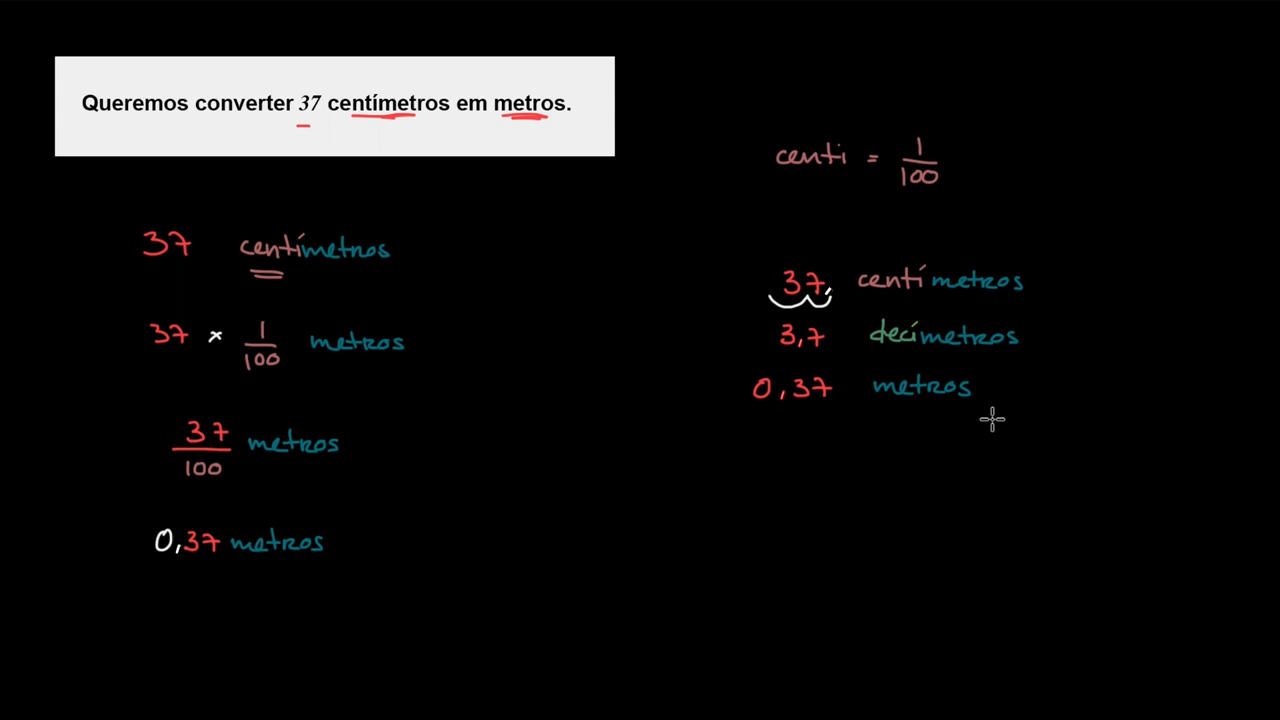 Queremos converter 37 centímetros em metros.
37 centímetros
37 × 1/100 metros
37/100 metros
0,37 metros
centi = 1/100
37, centímetros
3,7 decímetros
0,37 metros